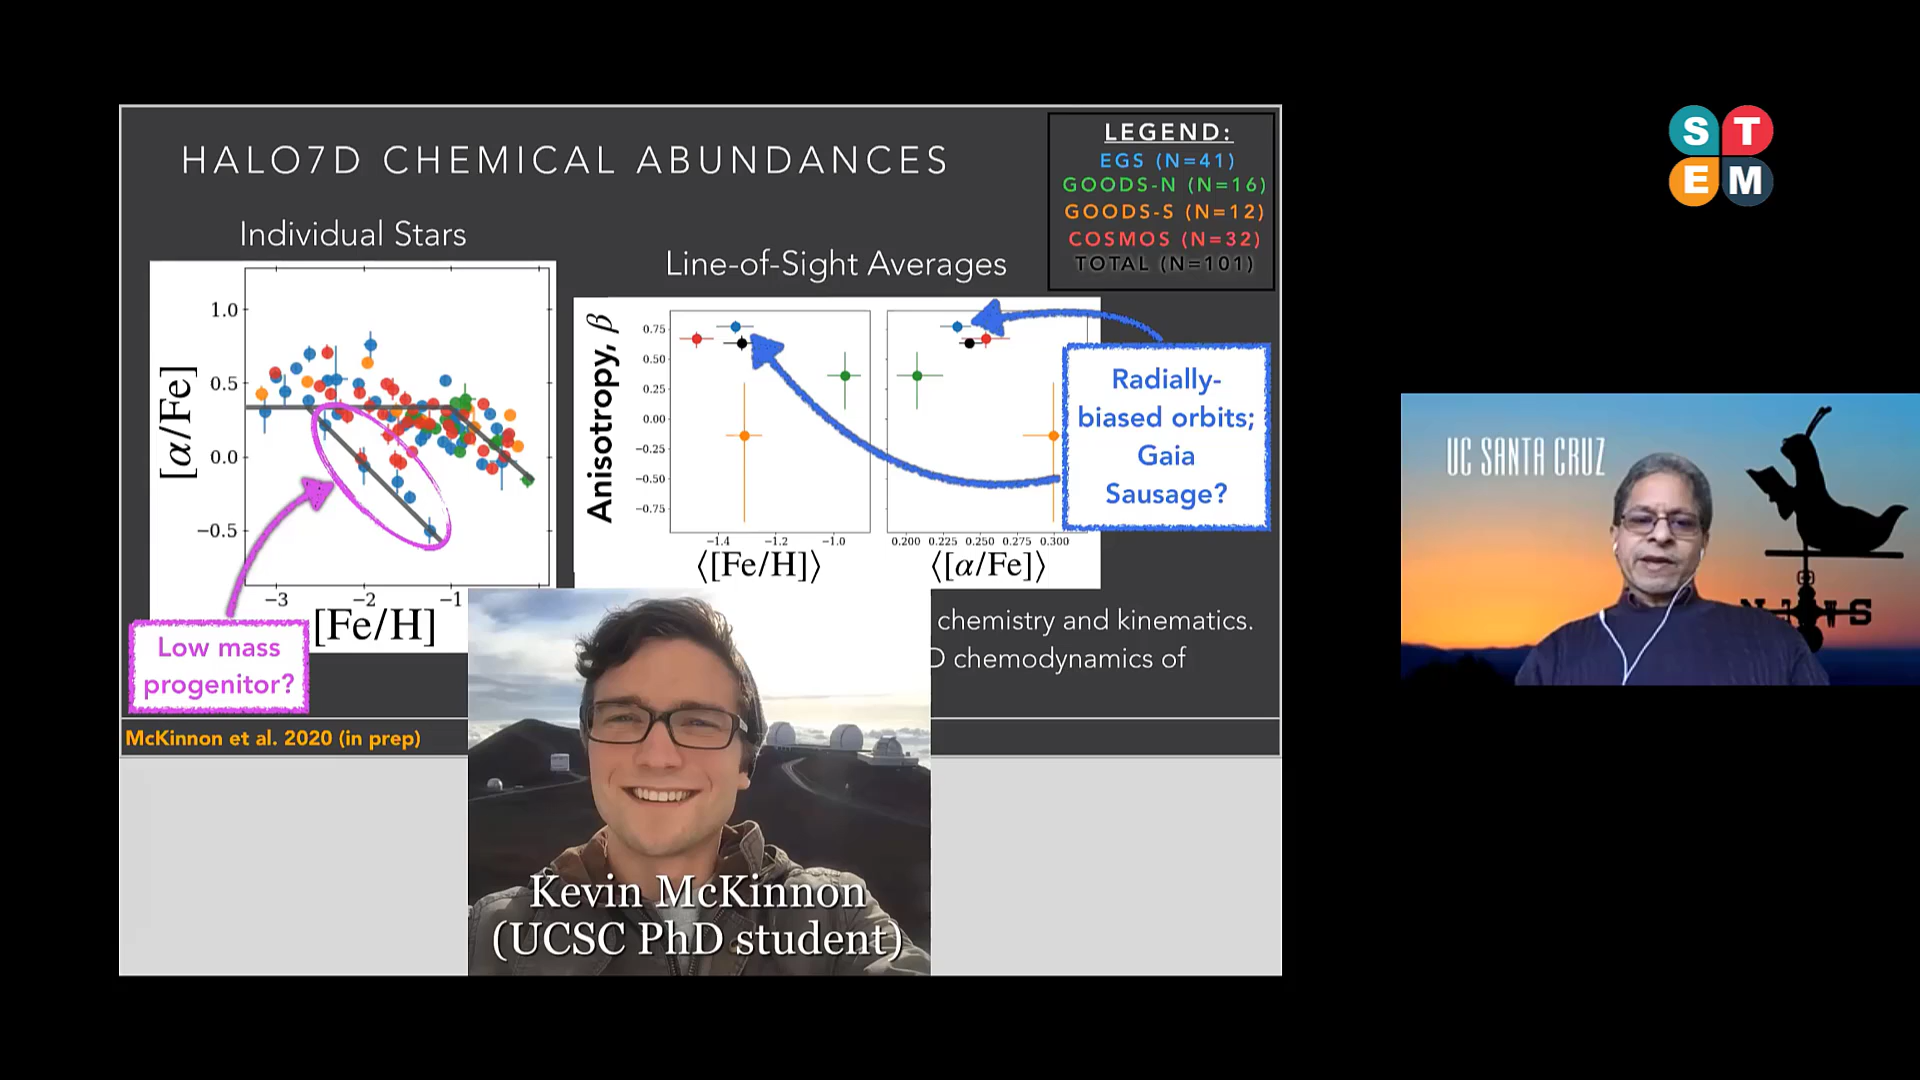 HALO7D CHEMICAL ABUNDANCES
LEGEND:
EGS (N=41)
GOODS-N (N=16)
GOODS-S (N=12)
COSMOS (N=32)
TOTAL (N=101)
S T
E M
Individual Stars
Line-of-Sight Averages
1.0
0.5
0.0
−0.5
[α/Fe]
−3
−2
−1
[Fe/H]
Anisotropy, β
0.75
0.50
0.25
0.00
−0.25
−0.50
−0.75
−1.4
−1.2
−1.0
⟨[Fe/H]⟩
0.200
0.225
0.250
0.275
0.300
⟨[α/Fe]⟩
Radially-
biased orbits;
Gaia
Sausage?
Low mass
progenitor?
chemistry and kinematics.
D chemodynamics of
McKinnon et al. 2020 (in prep)
Kevin McKinnon
(UCSC PhD student)
UC SANTA CRUZ